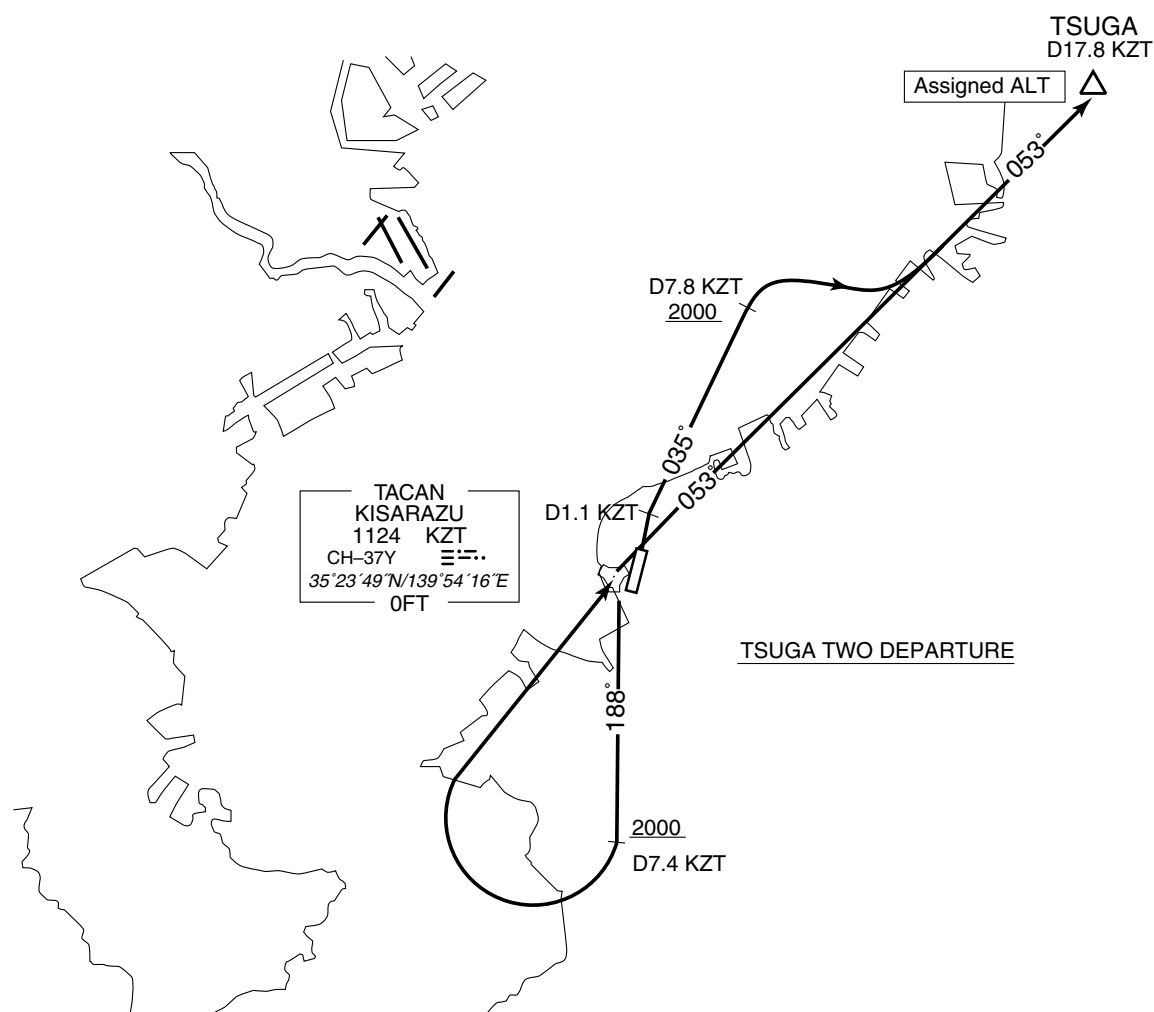 TSUGA
D17.8 KZT
Assigned ALT
053°
D7.8 KZT
2000
035°
053°
D1.1 KZT
TACAN
KISARAZU
1124 KZT
CH–37Y
35°23´49˝N/139°54´16˝E
0FT
TSUGA TWO DEPARTURE
188°
2000
D7.4 KZT